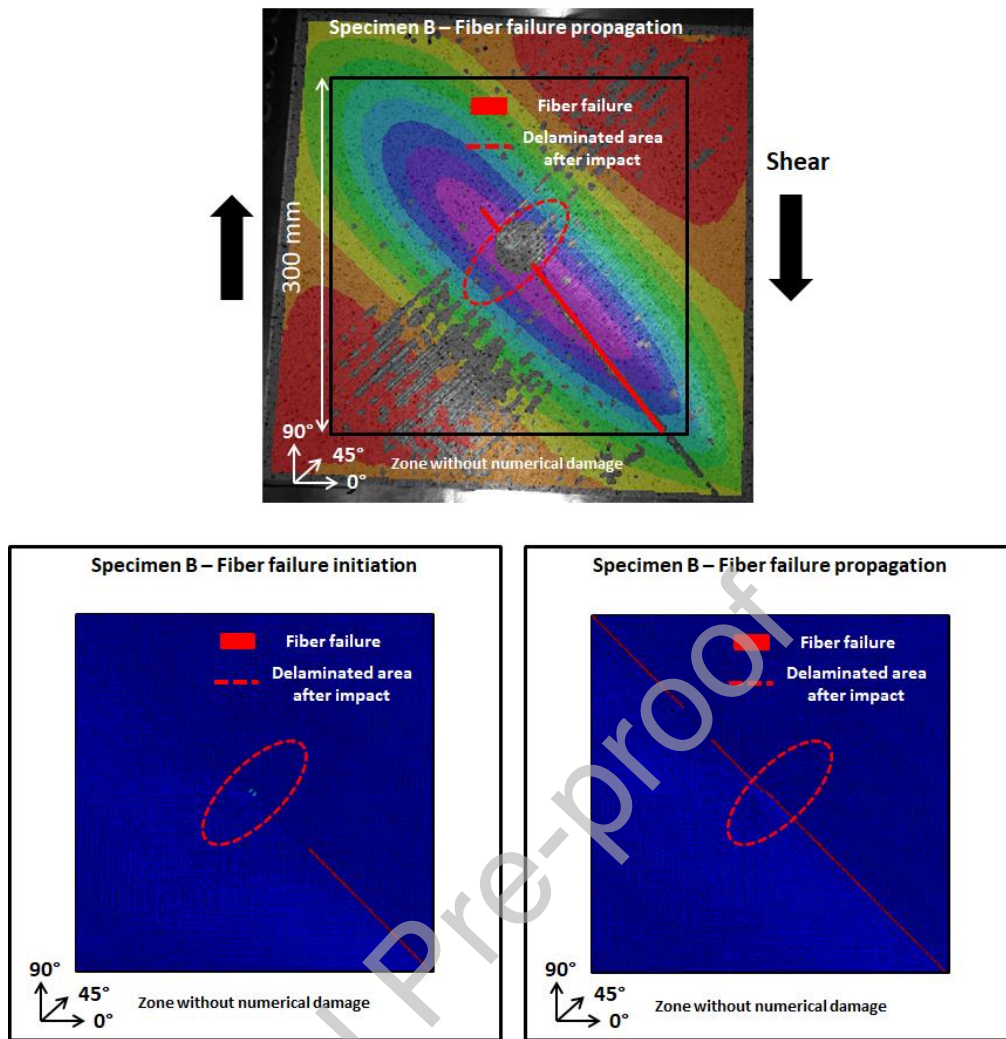 Specimen B – Fiber failure propagation
Fiber failure
Delaminated area
after impact
Shear
300 mm
90°
45°
0°
Zone without numerical damage
Specimen B – Fiber failure initiation
Fiber failure
Delaminated area
after impact
90°
45°
0°
Zone without numerical damage
Specimen B – Fiber failure propagation
Fiber failure
Delaminated area
after impact
90°
45°
0°
Zone without numerical damage
Pre-proof